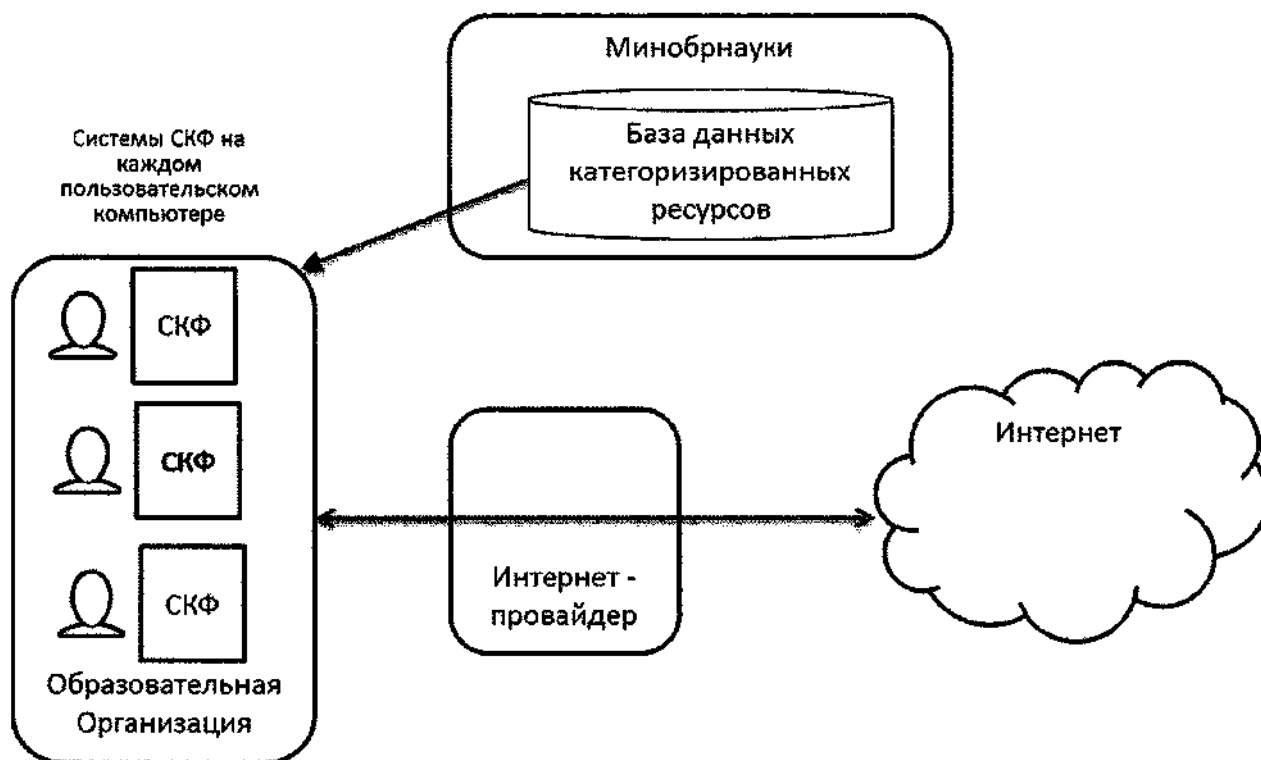 Минобрнауки
База данных
категоризированных
ресурсов
Системы СКФ на
каждом
пользовательском
компьютере
СКФ
СКФ
СКФ
Образовательная
Организация
Интернет -
провайдер
Интернет